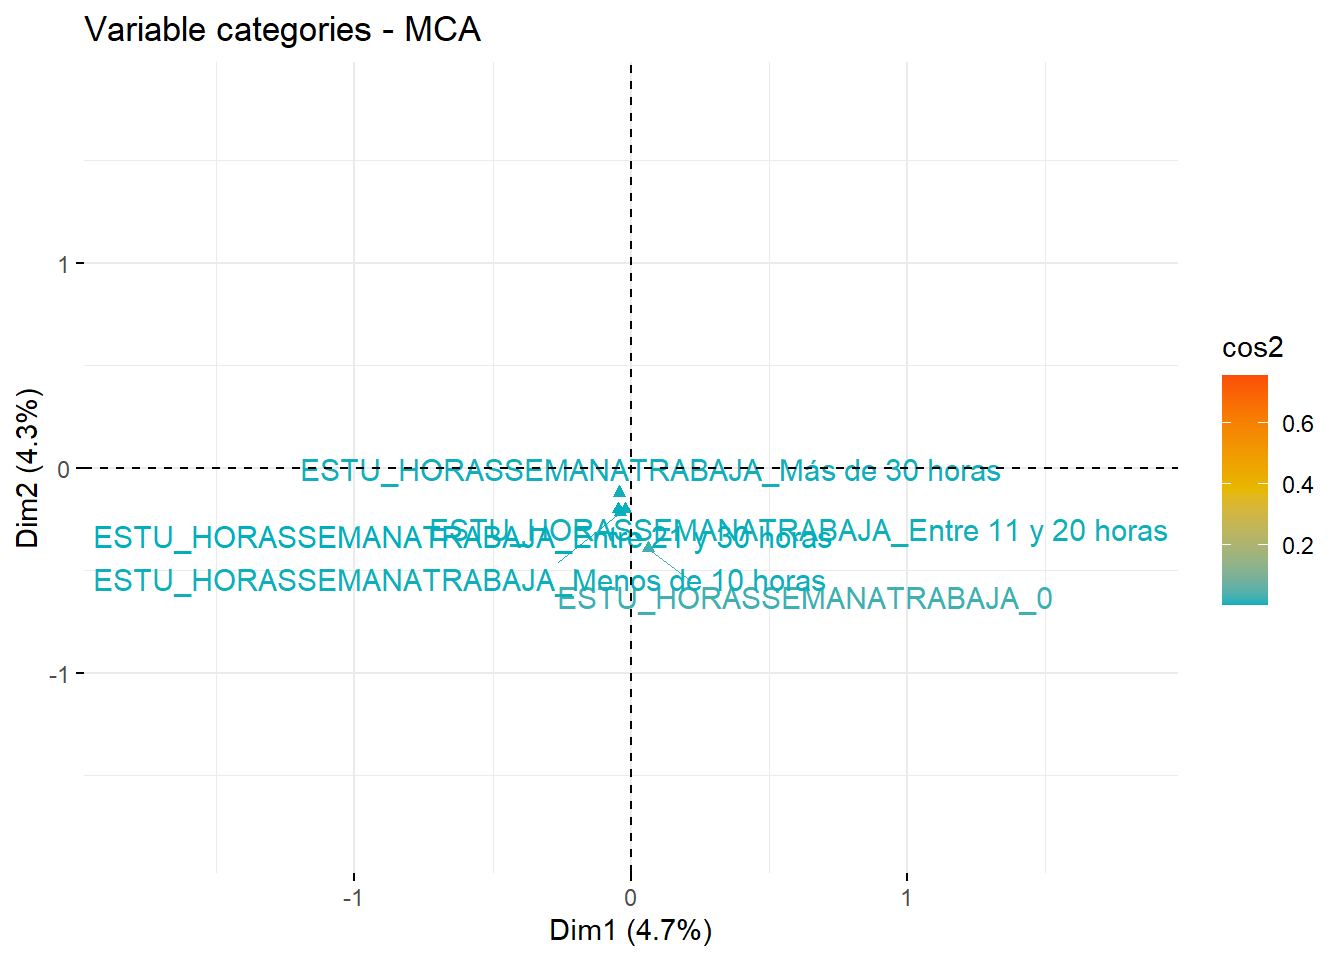 Variable categories - MCA
Dim2 (4.3%)
1
0
-1
ESTU_HORASSEMANATRABAJA_Más de 30 horas
ESTU_HORASSEMANATRABAJA_Entre 11 y 20 horas
ESTU_HORASSEMANATRABAJA_Entre 21 y 30 horas
ESTU_HORASSEMANATRABAJA_Menos de 10 horas
ESTU_HORASSEMANATRABAJA_0
-1
0
1
Dim1 (4.7%)
cos2
0.6
0.4
0.2